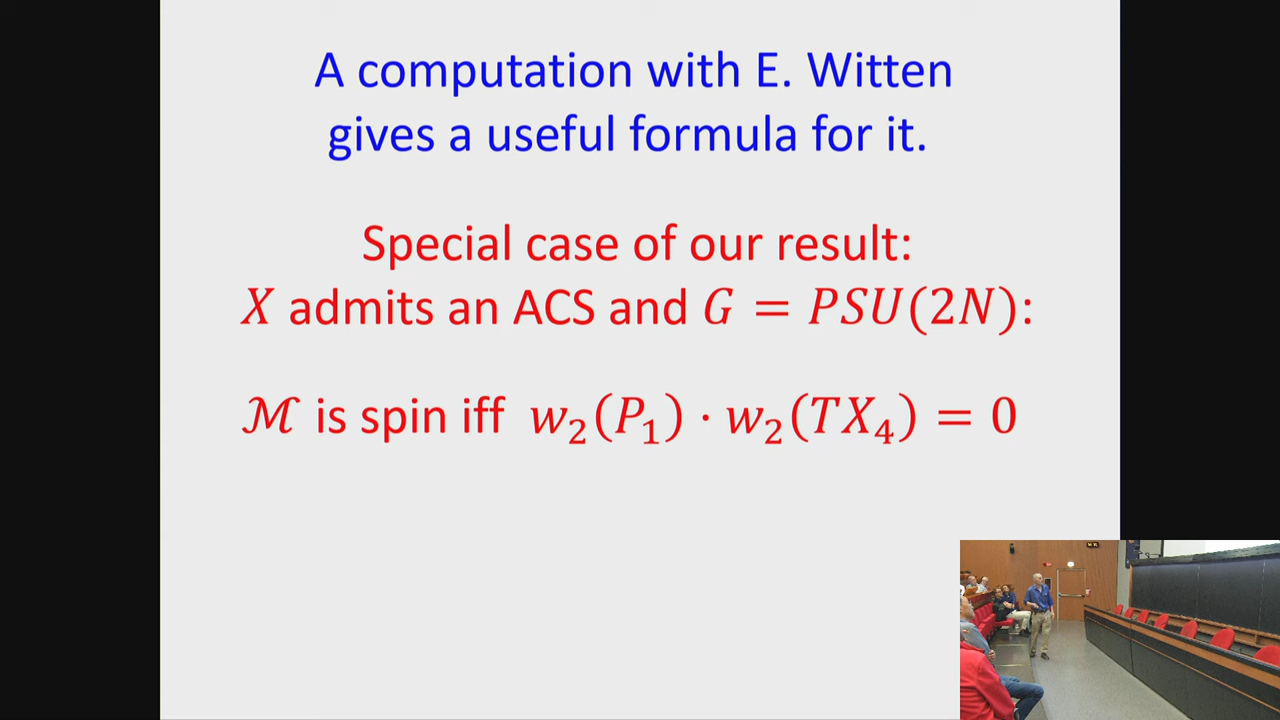 A computation with E. Witten
gives a useful formula for it.
Special case of our result:
X admits an ACS and G = PSU(2N):
ℳ is spin iff w₂(P₁) · w₂(TX₄) = 0